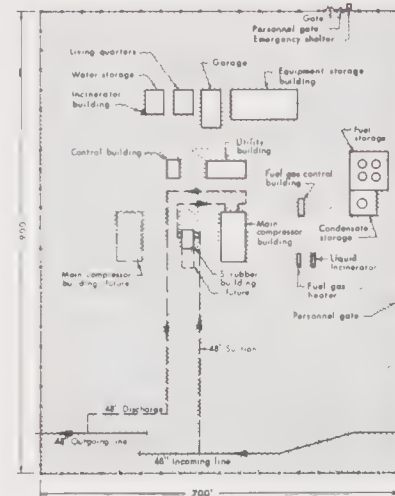 Gate
Personnel gate
Emergency shelter
Living quarters
Garage
Water storage
Equipment storage
building
Incinerator
building
Fuel
storage
Control building
Utility
building
Fuel gas control
building
Main
compressor
building
Condensate
storage
Main compressor
building future
Scrubber
building
Future
Liquid
Incinerator
Fuel gas
heater
Personnel gate
900'
48" Suction
48" Discharge
48" Outgoing line
48" Incoming line
700'